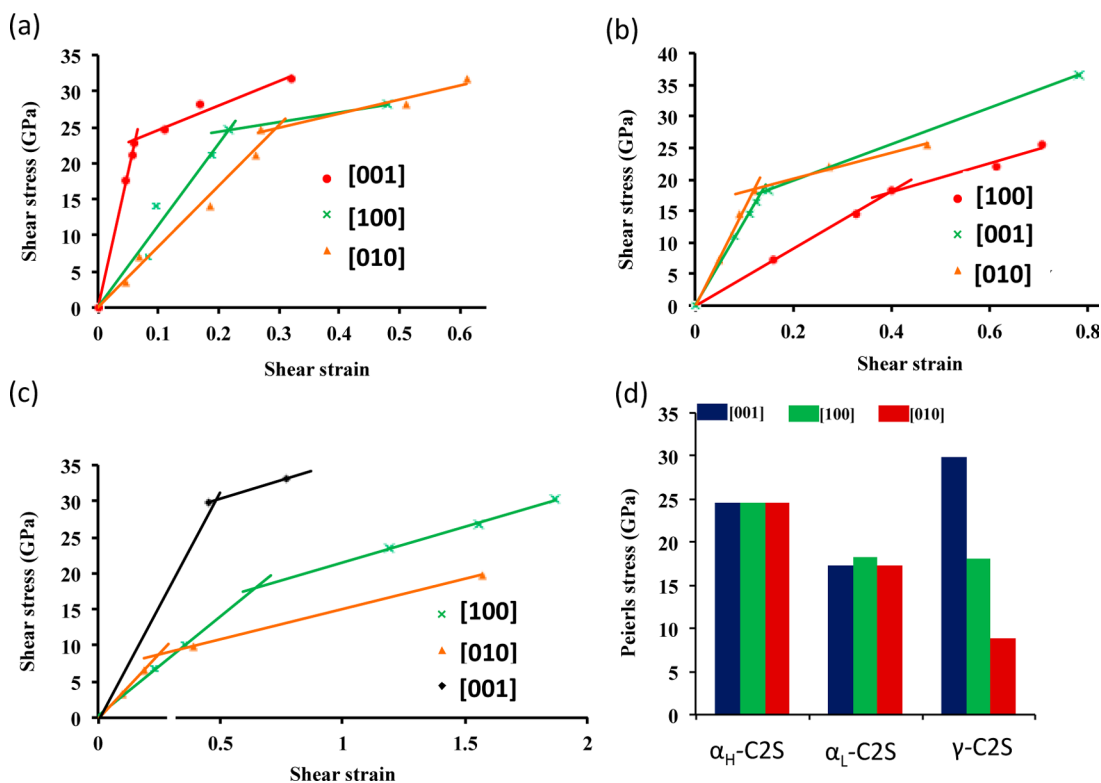 (a)
35
30
25
20
15
10
5
0
Shear stress (GPa)
0 0.1 0.2 0.3 0.4 0.5 0.6
Shear strain
[001]
[100]
[010]
(b)
40
35
30
25
20
15
10
5
0
Shear stress (GPa)
0 0.2 0.4 0.6 0.8
Shear strain
[100]
[001]
[010]
(c)
35
30
25
20
15
10
5
0
Shear stress (GPa)
0 0.5 1 1.5 2
Shear strain
[100]
[010]
[001]
(d)
[001] [100] [010]
35
30
25
20
15
10
5
0
Peierls stress (GPa)
α_H-C2S α_L-C2S γ-C2S